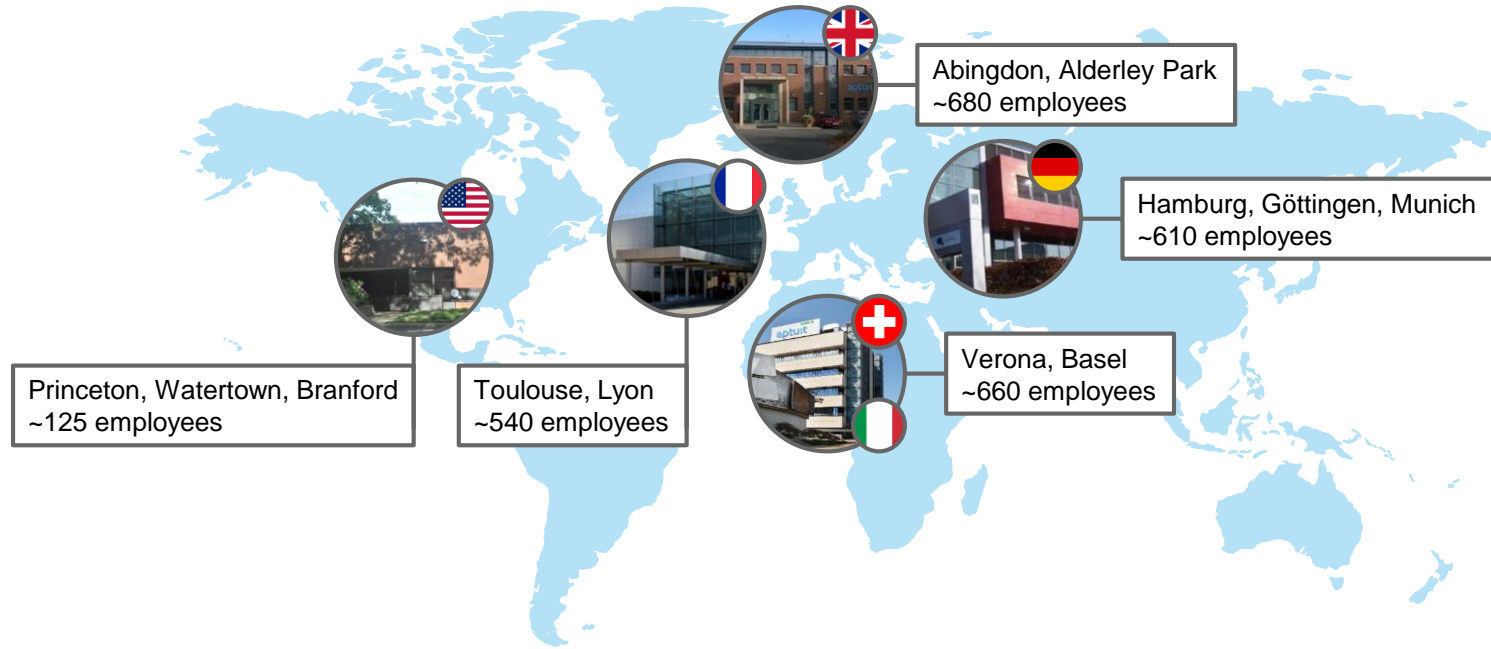 aptuit
Abingdon, Alderley Park
~680 employees
Hamburg, Göttingen, Munich
~610 employees
aptuit
Verona, Basel
~660 employees
Princeton, Watertown, Branford
~125 employees
Toulouse, Lyon
~540 employees